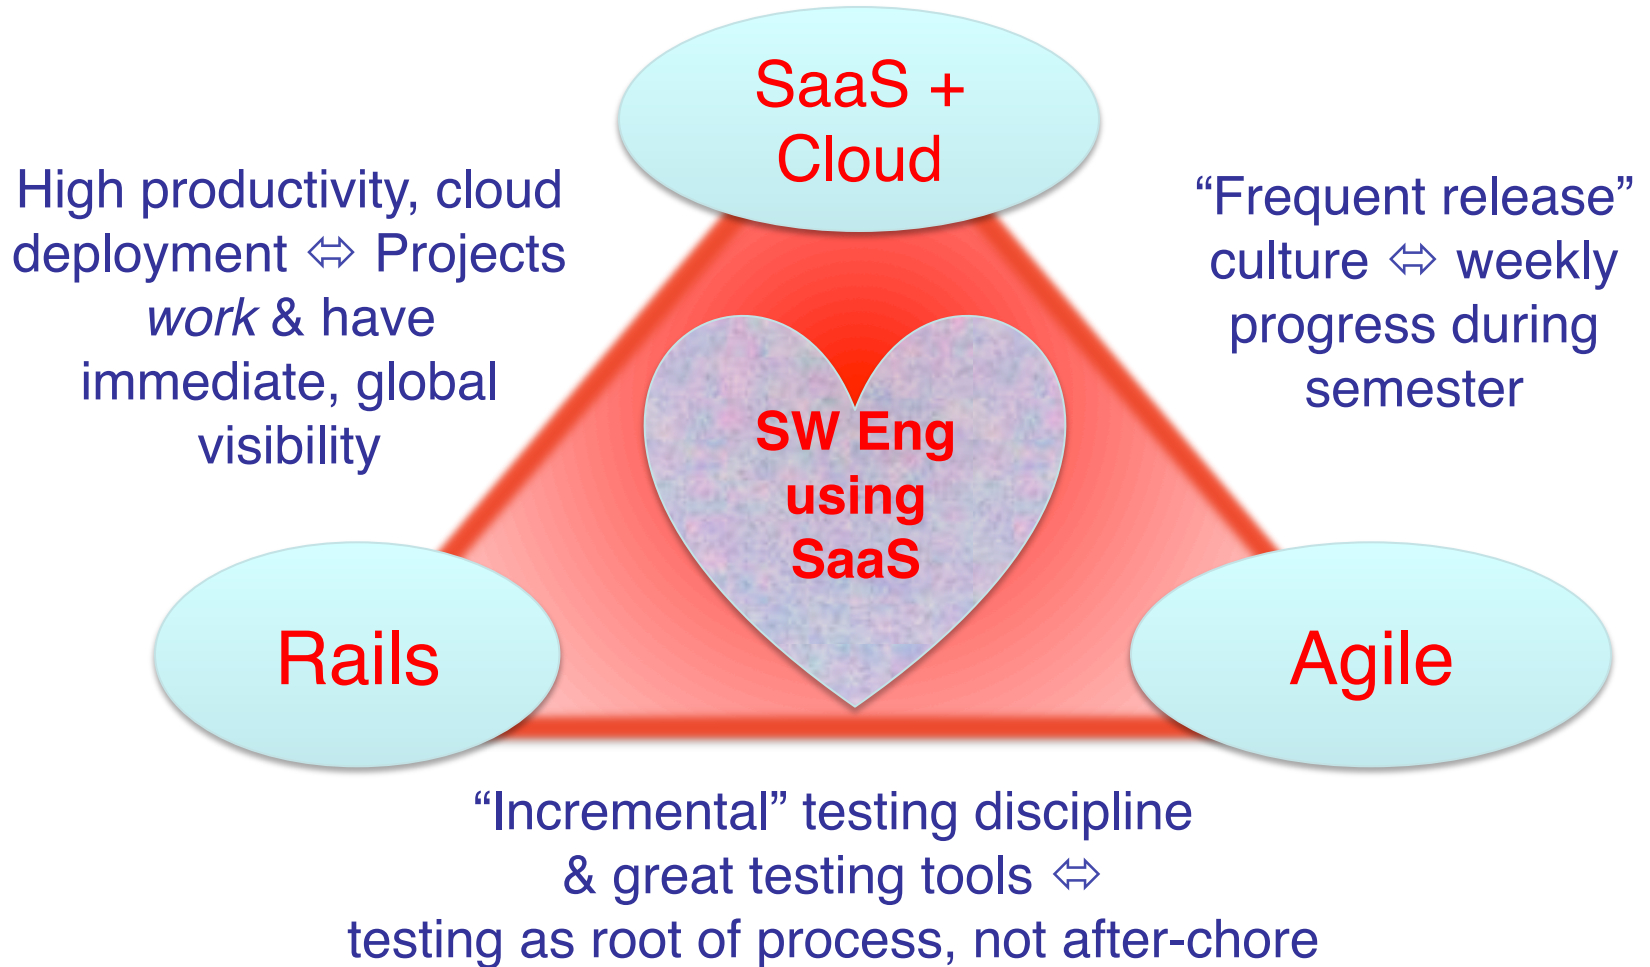 SaaS +
Cloud
High productivity, cloud
deployment ⬄ Projects
work & have
immediate, global
visibility
“Frequent release”
culture ⬄ weekly
progress during
semester
SW Eng
using
SaaS
Rails
Agile
“Incremental” testing discipline
& great testing tools ⬄
testing as root of process, not after-chore